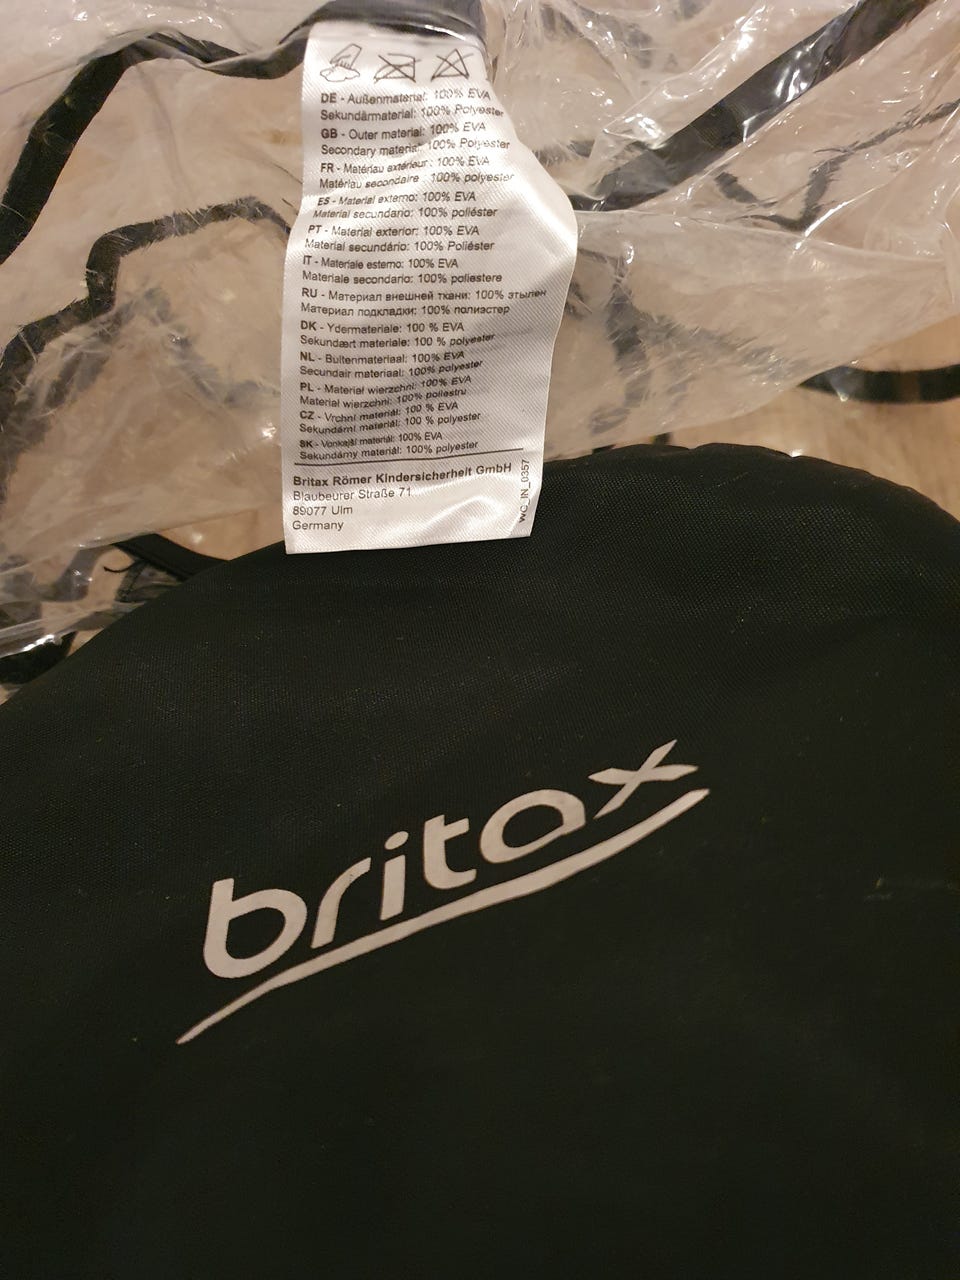 DE - Außenmaterial: 100% EVA
Sekundärmaterial: 100% Polyester
GB - Outer material: 100% EVA
Secondary material: 100% Polyester
FR - Matériau extérieur : 100% EVA
Matériau secondaire : 100% polyester
ES - Material externo: 100% EVA
Material secundario: 100% poliéster
PT - Material exterior: 100% EVA
Material secundário: 100% Poliéster
IT - Materiale esterno: 100% EVA
Materiale secondario: 100% poliestere
RU - Материал внешней ткани: 100% этылен
Материал подкладки: 100% полиэстер
DK - Ydermateriale: 100 % EVA
Sekundært materiale: 100 % polyester
NL - Buitenmateriaal: 100% EVA
Secundair materiaal: 100% polyester
PL - Materiał wierzchni: 100% EVA
Materiał wierzchni: 100% poliestru
CZ - Vrchní materiál: 100 % EVA
Sekundární materiál: 100 % polyester
SK - Vonkejší materiál: 100% EVA
Sekundárny materiál: 100% polyester
Britax Römer Kindersicherheit GmbH
Blaubeurer Straße 71
89077 Ulm
Germany
WC_IN_0357
britax